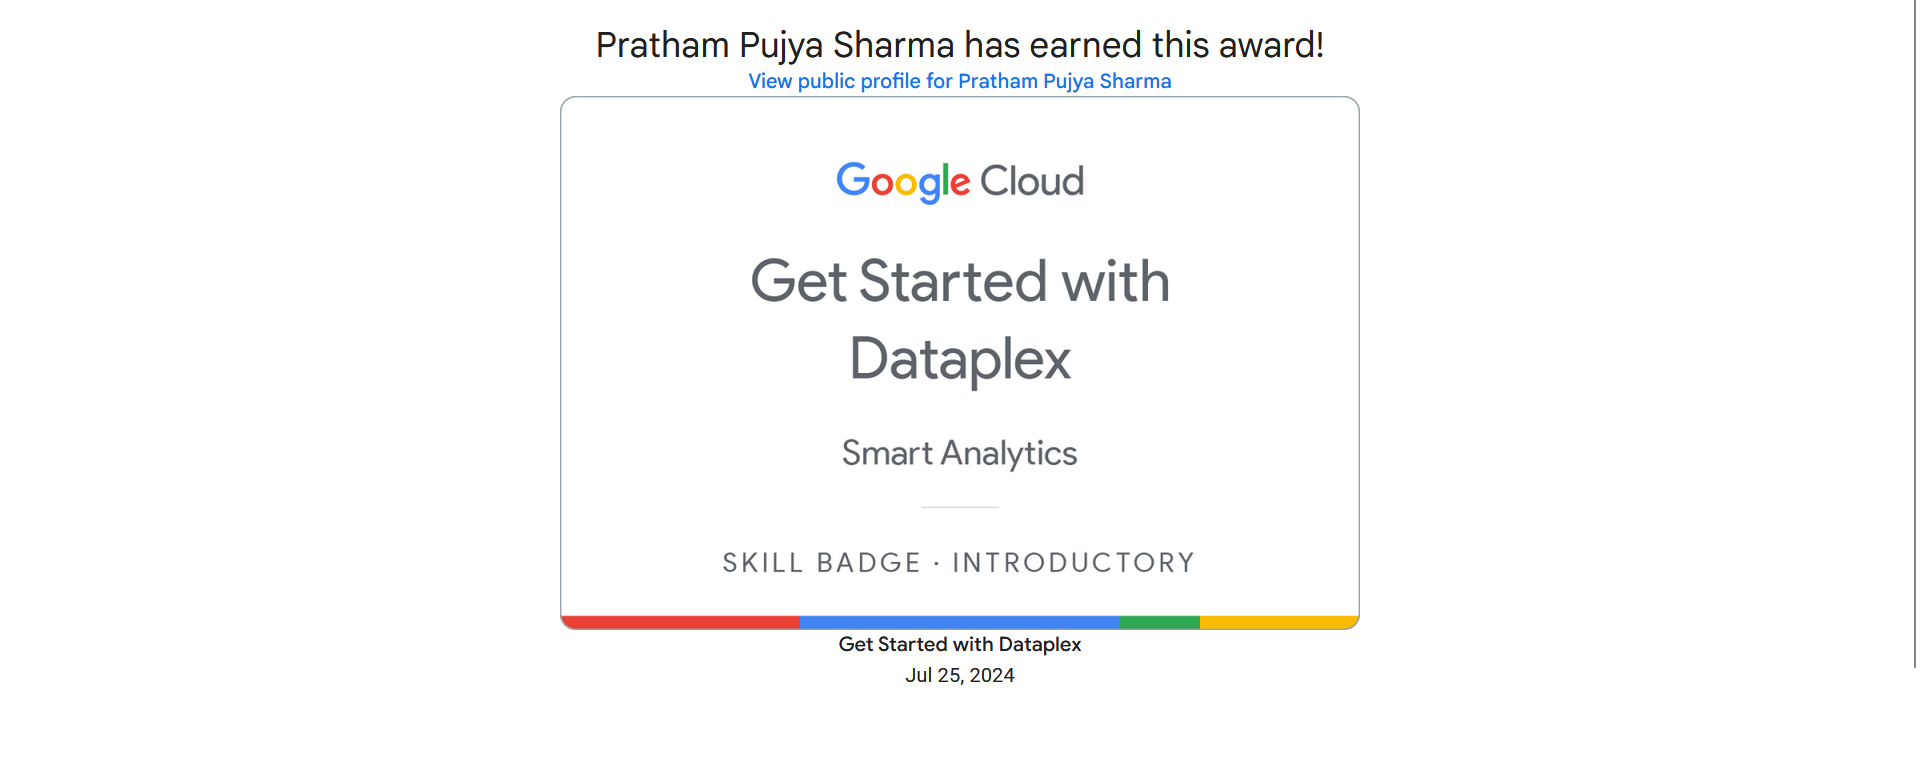 Pratham Pujya Sharma has earned this award!
View public profile for Pratham Pujya Sharma
Google Cloud
Get Started with
Dataplex
Smart Analytics
SKILL BADGE · INTRODUCTORY
Get Started with Dataplex
Jul 25, 2024